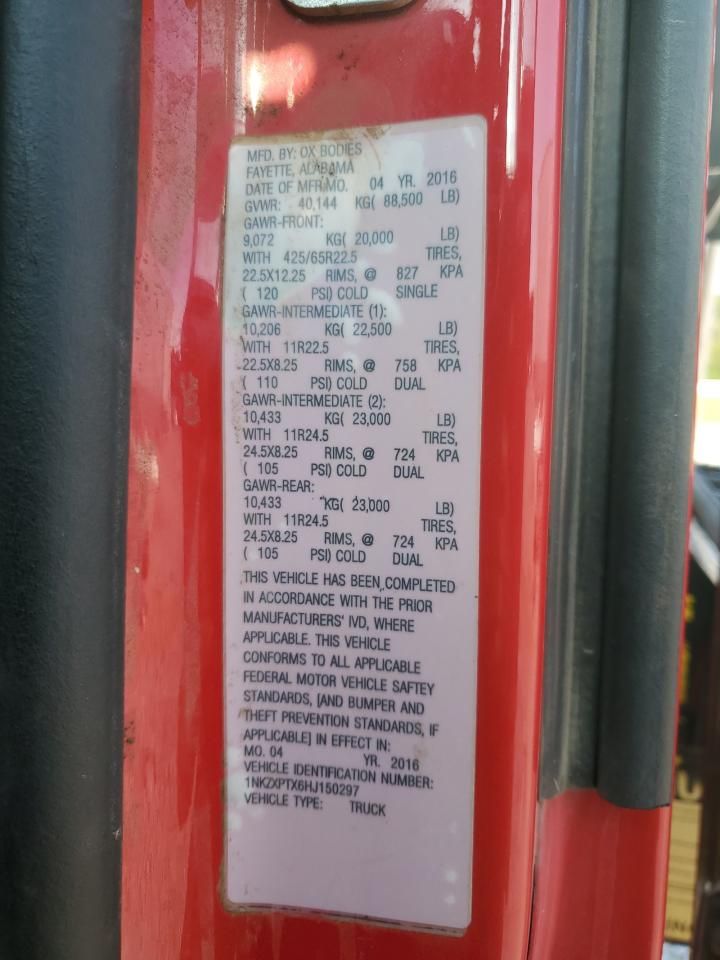 MFD. BY: OX BODIES
FAYETTE, ALABAMA
DATE OF MFR/MO. 04 YR. 2016
GVWR: 40,144 KG( 88,500 LB)
GAWR-FRONT:
9,072 KG( 20,000 LB)
WITH 425/65R22.5 TIRES,
22.5X12.25 RIMS, @ 827 KPA
( 120 PSI) COLD SINGLE
GAWR-INTERMEDIATE (1):
10,206 KG( 22,500 LB)
WITH 11R22.5 TIRES,
22.5X8.25 RIMS, @ 758 KPA
( 110 PSI) COLD DUAL
GAWR-INTERMEDIATE (2):
10,433 KG( 23,000 LB)
WITH 11R24.5 TIRES,
24.5X8.25 RIMS, @ 724 KPA
( 105 PSI) COLD DUAL
GAWR-REAR:
10,433 KG( 23,000 LB)
WITH 11R24.5 TIRES,
24.5X8.25 RIMS, @ 724 KPA
( 105 PSI) COLD DUAL
THIS VEHICLE HAS BEEN COMPLETED
IN ACCORDANCE WITH THE PRIOR
MANUFACTURERS' IVD, WHERE
APPLICABLE. THIS VEHICLE
CONFORMS TO ALL APPLICABLE
FEDERAL MOTOR VEHICLE SAFTEY
STANDARDS, [AND BUMPER AND
THEFT PREVENTION STANDARDS, IF
APPLICABLE] IN EFFECT IN:
MO. 04 YR. 2016
VEHICLE IDENTIFICATION NUMBER:
1NKZXPTX6HJ150297
VEHICLE TYPE: TRUCK